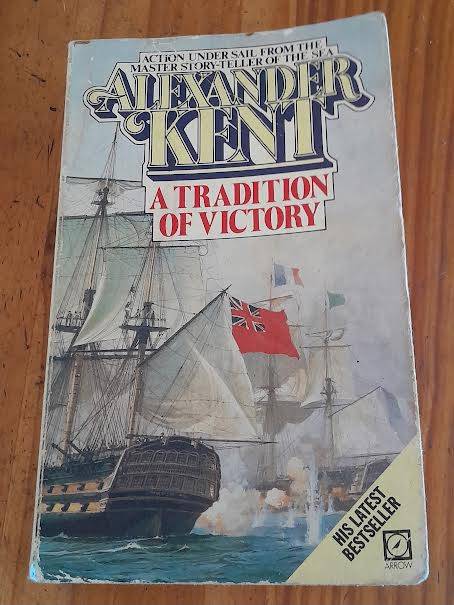 ACTION UNDER SAIL FROM THE
MASTER STORY-TELLER OF THE SEA
ALEXANDER
KENT
A TRADITION
OF VICTORY
HIS LATEST
BESTSELLER
ARROW